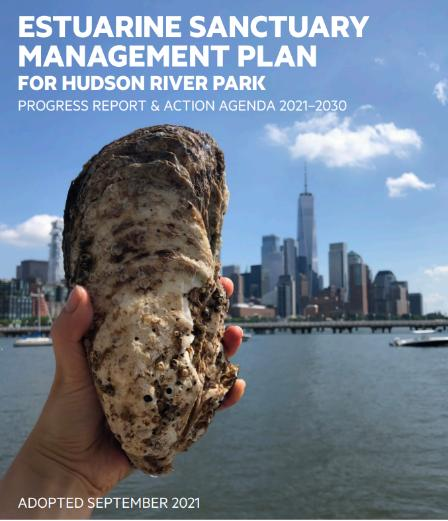 ESTUARINE SANCTUARY
MANAGEMENT PLAN
FOR HUDSON RIVER PARK
PROGRESS REPORT & ACTION AGENDA 2021–2030
ADOPTED SEPTEMBER 2021